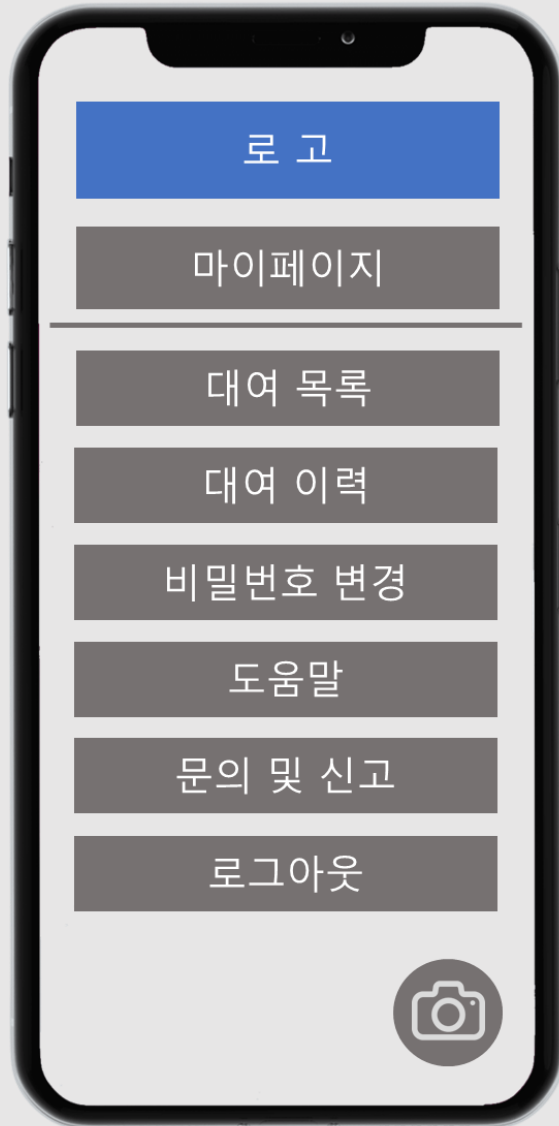 로 고
마이페이지
대여 목록
대여 이력
비밀번호 변경
도움말
문의 및 신고
로그아웃